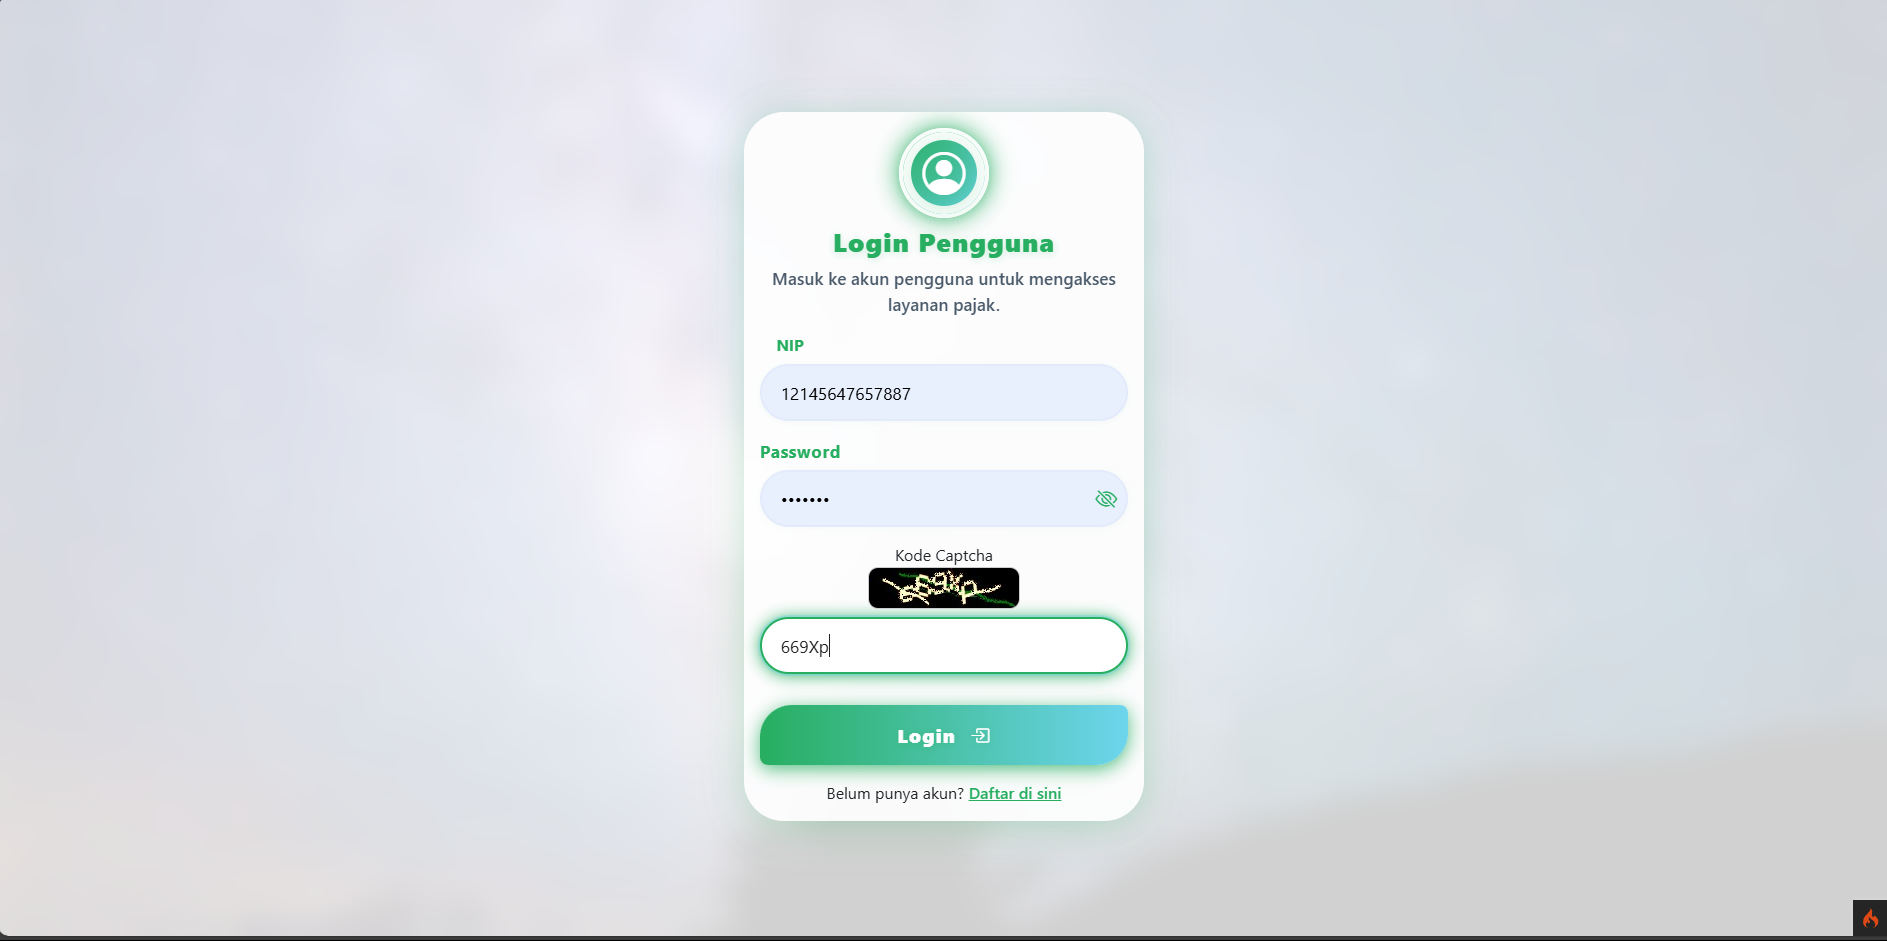 Login Pengguna
Masuk ke akun pengguna untuk mengakses
layanan pajak.
NIP
12145647657887
Password
•••••••
Kode Captcha
669Xp
Login
Belum punya akun? Daftar di sini